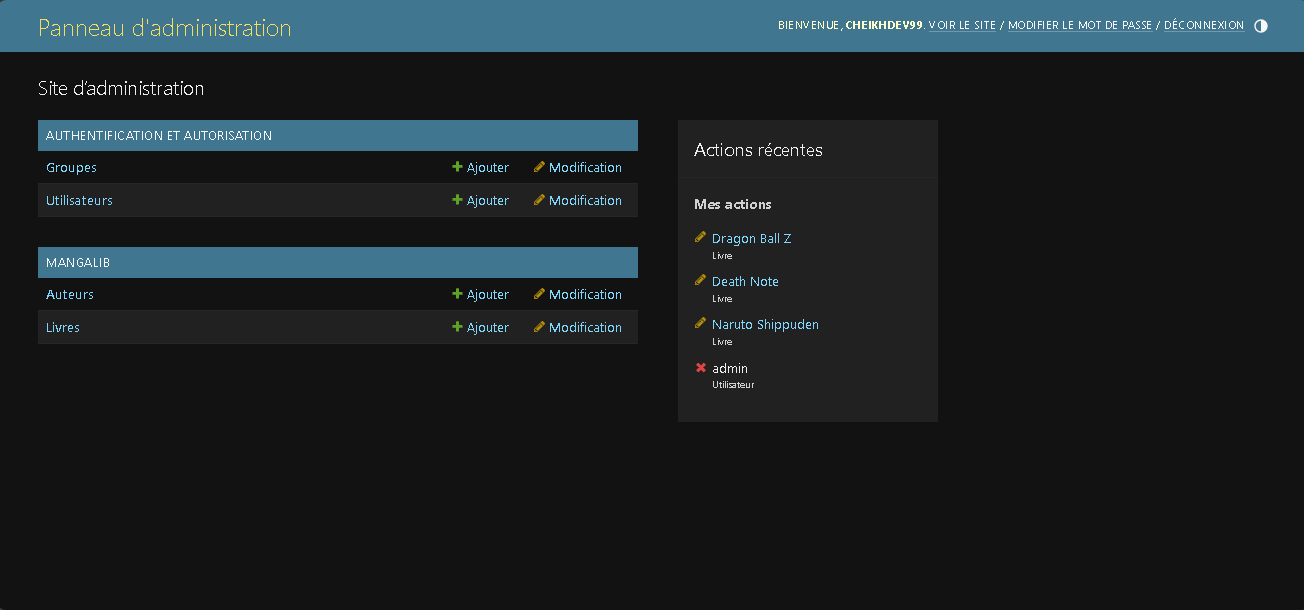 Panneau d'administration
BIENVENUE, CHEIKHDEV99. VOIR LE SITE / MODIFIER LE MOT DE PASSE / DÉCONNEXION
Site d’administration
AUTHENTIFICATION ET AUTORISATION
Groupes Ajouter Modification
Utilisateurs Ajouter Modification
MANGALIB
Auteurs Ajouter Modification
Livres Ajouter Modification
Actions récentes
Mes actions
Dragon Ball Z
Livre
Death Note
Livre
Naruto Shippuden
Livre
admin
Utilisateur